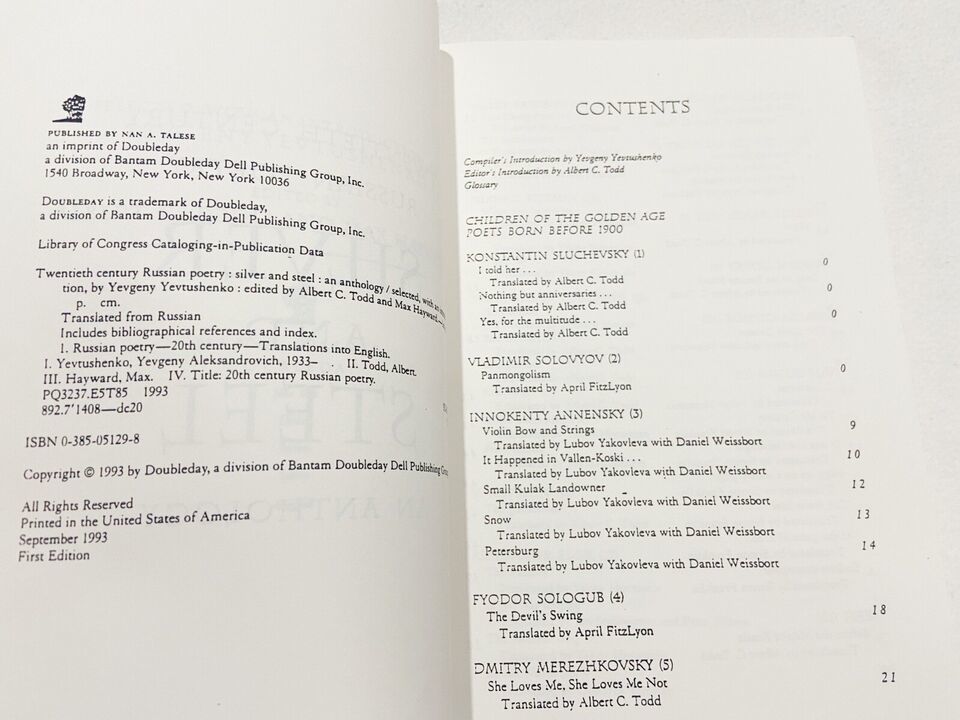 PUBLISHED BY NAN A. TALESE
an imprint of Doubleday
a division of Bantam Doubleday Dell Publishing Group, Inc.
1540 Broadway, New York, New York 10036
DOUBLEDAY is a trademark of Doubleday,
a division of Bantam Doubleday Dell Publishing Group, Inc.
Library of Congress Cataloging-in-Publication Data
Twentieth century Russian poetry : silver and steel : an anthology / selected, with an
tion, by Yevgeny Yevtushenko : edited by Albert C. Todd and Max Hayward—
p. cm.
Translated from Russian
Includes bibliographical references and index.
1. Russian poetry—20th century—Translations into English.
I. Yevtushenko, Yevgeny Aleksandrovich, 1933– . II. Todd, Albert.
III. Hayward, Max. IV. Title: 20th century Russian poetry.
PQ3237.E5T85 1993
892.7'1408—dc20
ISBN 0-385-05129-8
Copyright © 1993 by Doubleday, a division of Bantam Doubleday Dell Publishing
All Rights Reserved
Printed in the United States of America
September 1993
First Edition
CONTENTS
Compiler's Introduction by Yevgeny Yevtushenko
Editor's Introduction by Albert C. Todd
Glossary
CHILDREN OF THE GOLDEN AGE
POETS BORN BEFORE 1900
KONSTANTIN SLUCHEVSKY (1)
I told her . . . 0
Translated by Albert C. Todd
Nothing but anniversaries . . . 0
Translated by Albert C. Todd
Yes, for the multitude . . . 0
Translated by Albert C. Todd
VLADIMIR SOLOVYOV (2)
Panmongolism 0
Translated by April FitzLyon
INNOKENTY ANNENSKY (3)
Violin Bow and Strings 9
Translated by Lubov Yakovleva with Daniel Weissbort
It Happened in Vallen-Koski . . . 10
Translated by Lubov Yakovleva with Daniel Weissbort
Small Kulak Landowner 12
Translated by Lubov Yakovleva with Daniel Weissbort
Snow 13
Translated by Lubov Yakovleva with Daniel Weissbort
Petersburg 14
Translated by Lubov Yakovleva with Daniel Weissbort
FYODOR SOLOGUB (4)
The Devil's Swing 18
Translated by April FitzLyon
DMITRY MEREZHKOVSKY (5)
She Loves Me, She Loves Me Not 21
Translated by Albert C. Todd